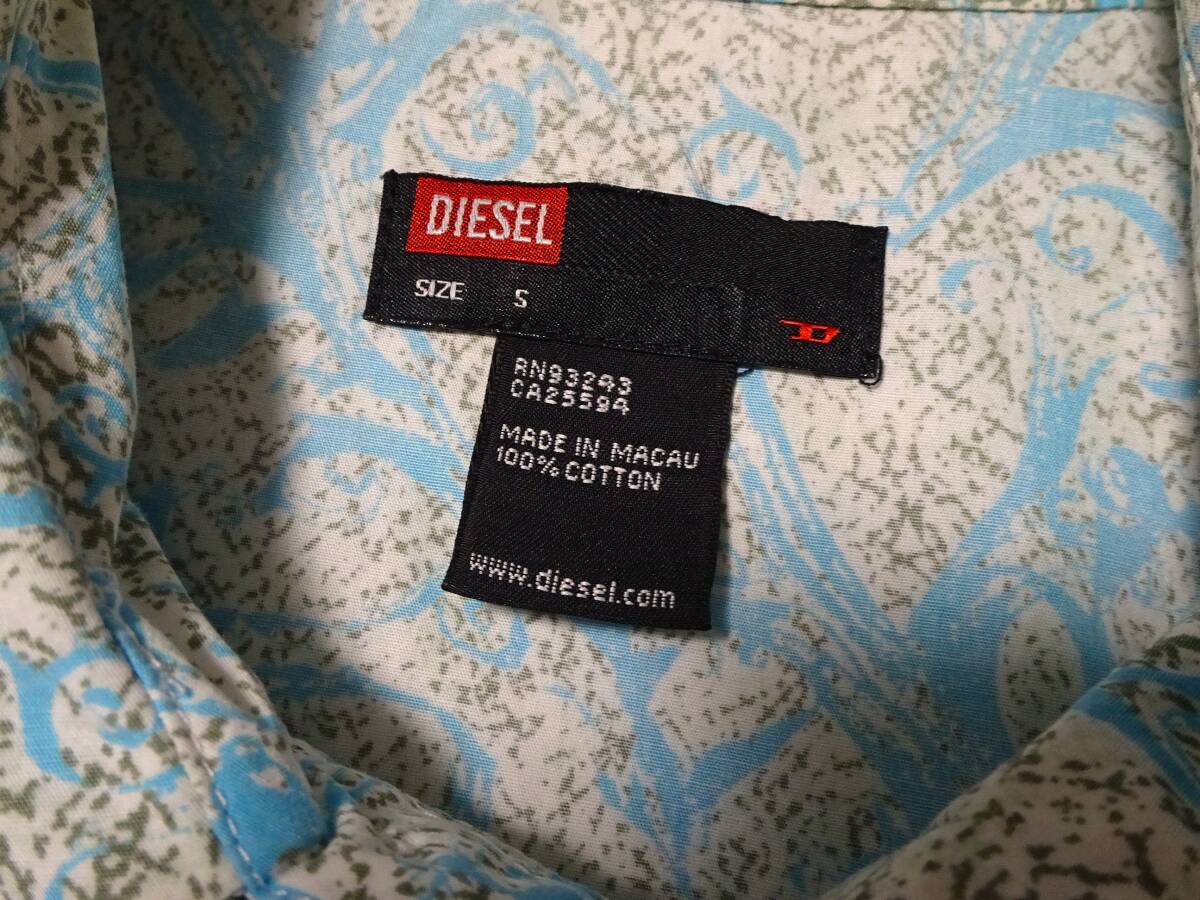 DIESEL
SIZE S
D
RN93243
CA25594
MADE IN MACAU
100% COTTON
www.diesel.com